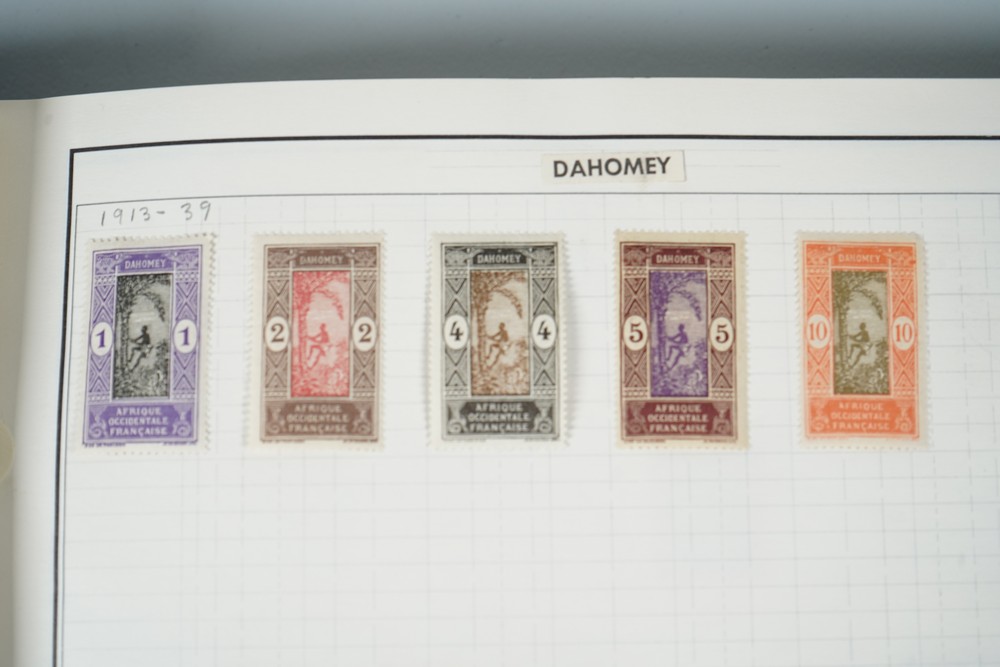 DAHOMEY
1913-39
DAHOMEY
1 1
AFRIQUE
OCCIDENTALE
FRANÇAISE
DAHOMEY
2 2
AFRIQUE
OCCIDENTALE
FRANÇAISE
DAHOMEY
4 4
AFRIQUE
OCCIDENTALE
FRANÇAISE
DAHOMEY
5 5
AFRIQUE
OCCIDENTALE
FRANÇAISE
DAHOMEY
10 10
AFRIQUE
OCCIDENTALE
FRANÇAISE